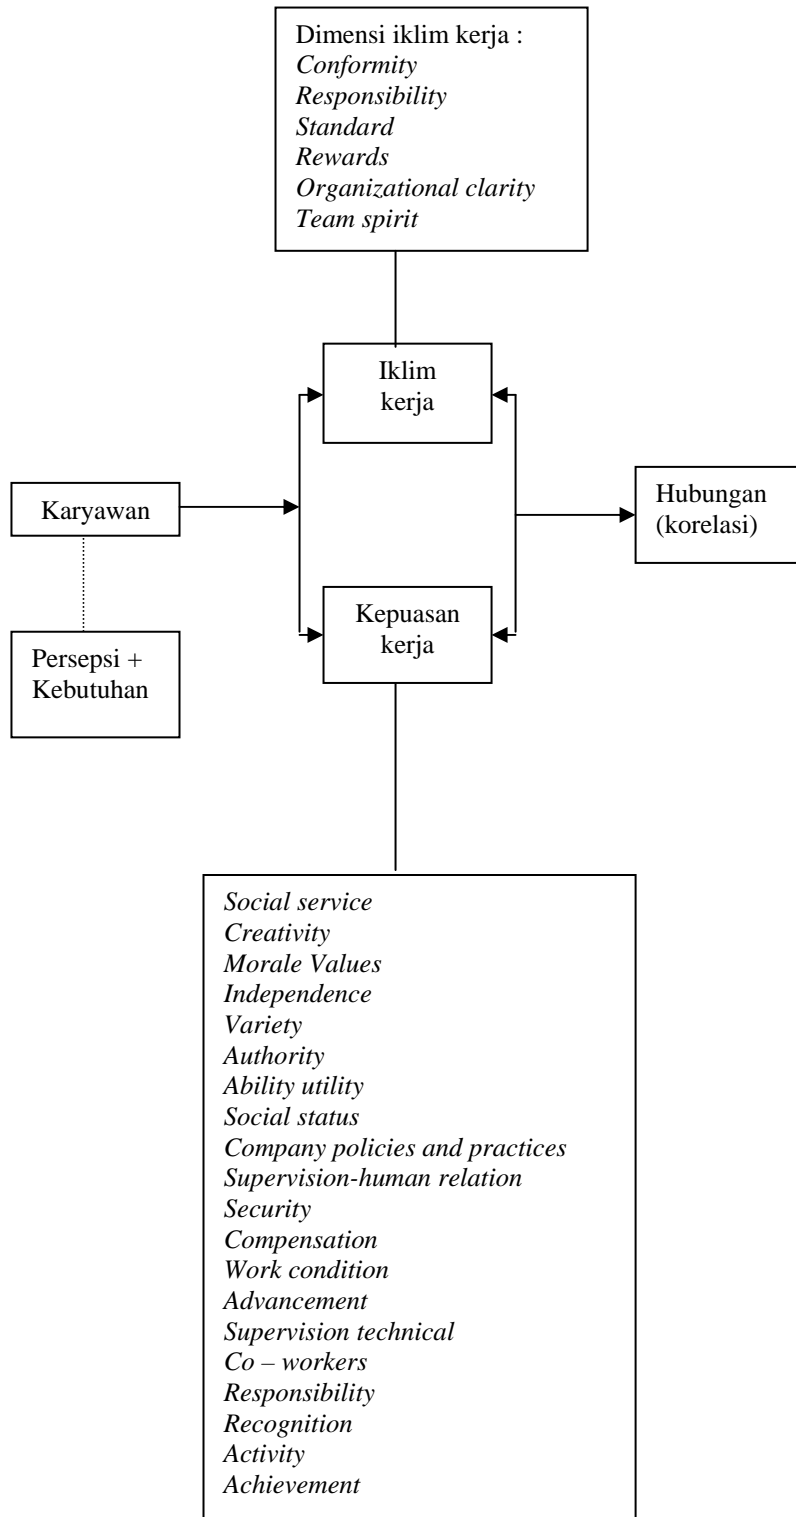 Dimensi iklim kerja :
Conformity
Responsibility
Standard
Rewards
Organizational clarity
Team spirit
Iklim
kerja
Karyawan
Hubungan
(korelasi)
Kepuasan
kerja
Persepsi +
Kebutuhan
Social service
Creativity
Morale Values
Independence
Variety
Authority
Ability utility
Social status
Company policies and practices
Supervision-human relation
Security
Compensation
Work condition
Advancement
Supervision technical
Co – workers
Responsibility
Recognition
Activity
Achievement